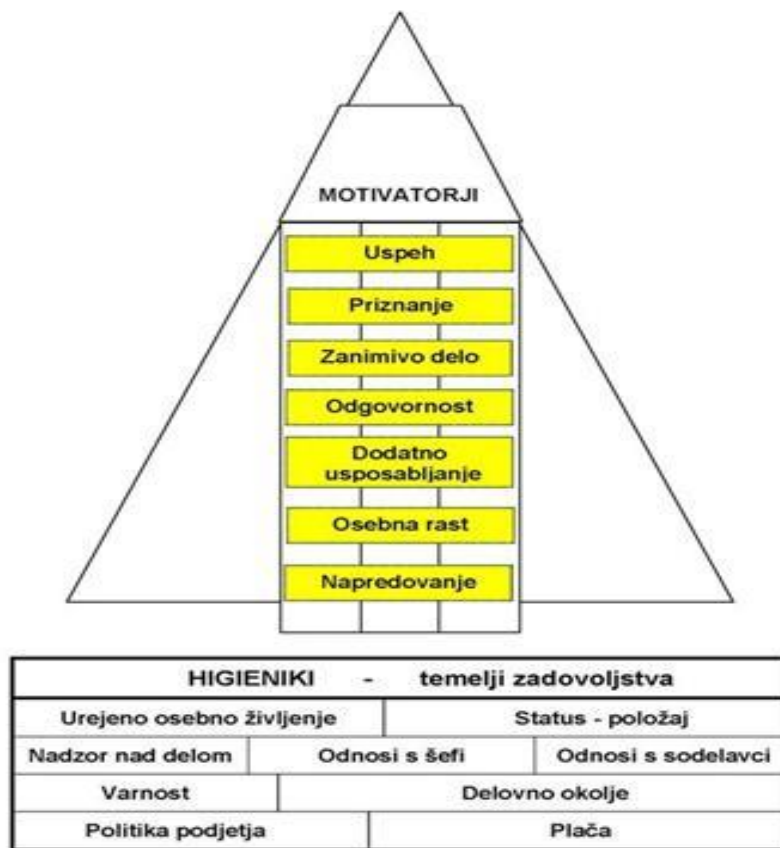 MOTIVATORJI
Uspeh
Priznanje
Zanimivo delo
Odgovornost
Dodatno
usposabljanje
Osebna rast
Napredovanje
HIGIENIKI - temelji zadovoljstva
Urejeno osebno življenje Status - položaj
Nadzor nad delom Odnosi s šefi Odnosi s sodelavci
Varnost Delovno okolje
Politika podjetja Plača